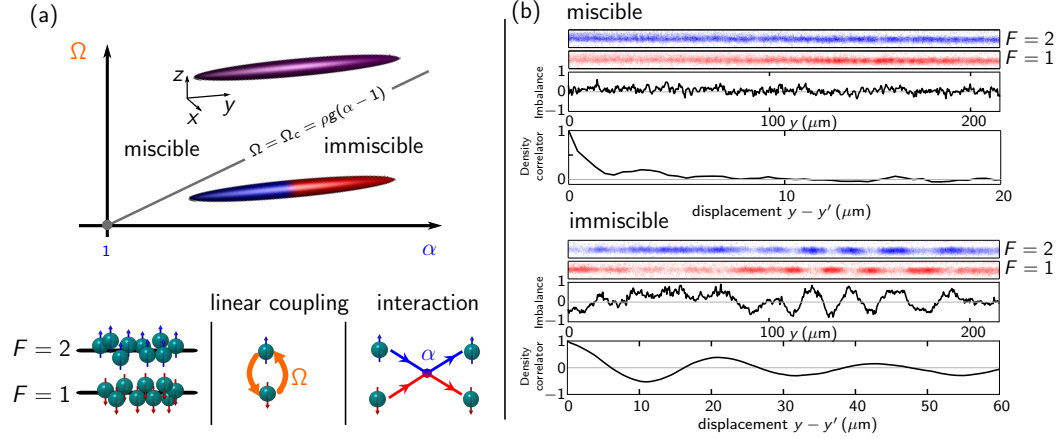 (a)
Ω
z
y
x
Ω = Ω_c = ρg(α − 1)
miscible
immiscible
1
α
linear coupling
interaction
F = 2
F = 1
Ω
α
(b)
miscible
F = 2
F = 1
Imbalance
1
0
−1
0
100
y (μm)
200
Density
correlator
1
0
0
10
20
displacement y − y′ (μm)
immiscible
F = 2
F = 1
Imbalance
1
0
−1
0
100
y (μm)
200
Density
correlator
1
0
−1
0
10
20
30
40
50
60
displacement y − y′ (μm)